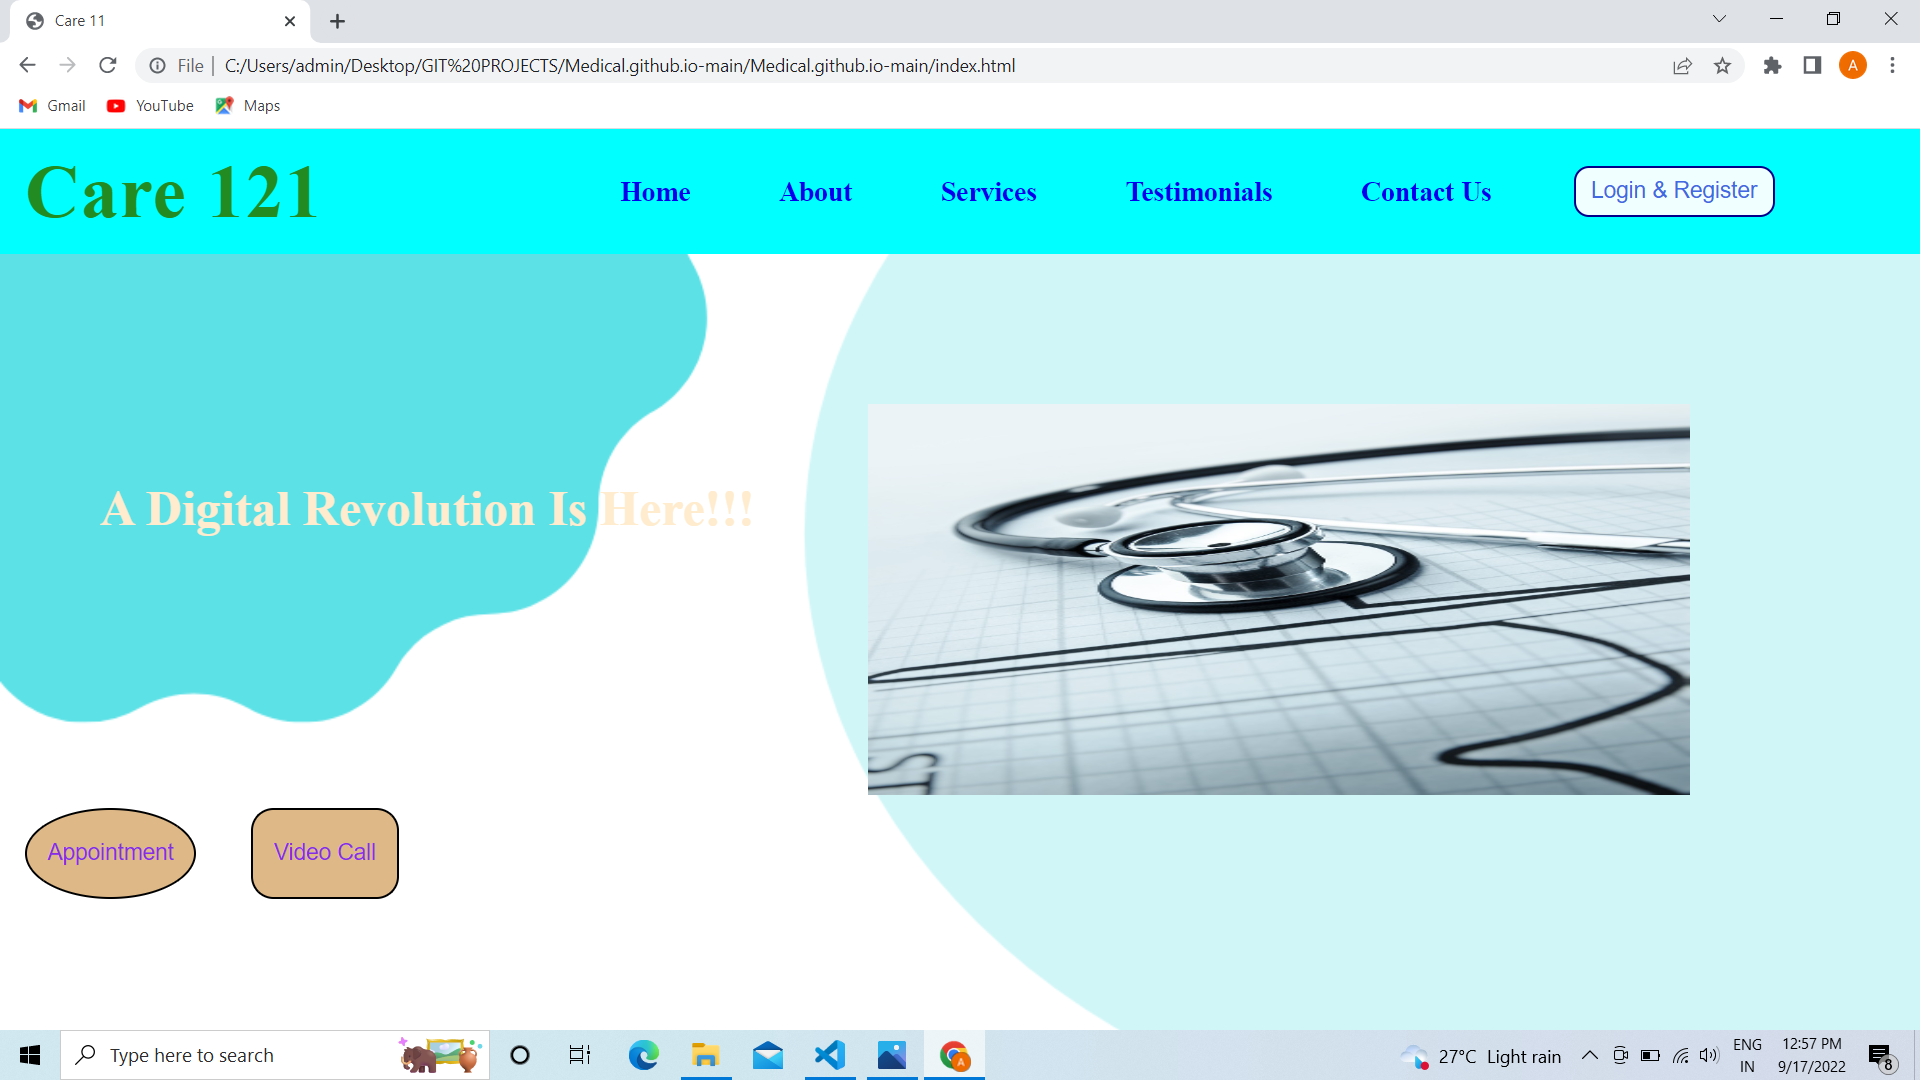 Care 11
File | C:/Users/admin/Desktop/GIT%20PROJECTS/Medical.github.io-main/Medical.github.io-main/index.html
A
Gmail YouTube Maps
Care 121 Home About Services Testimonials Contact Us Login & Register
A Digital Revolution Is Here!!!
Appointment Video Call
Type here to search
A
27°C Light rain
ENG
IN
12:57 PM
9/17/2022
8